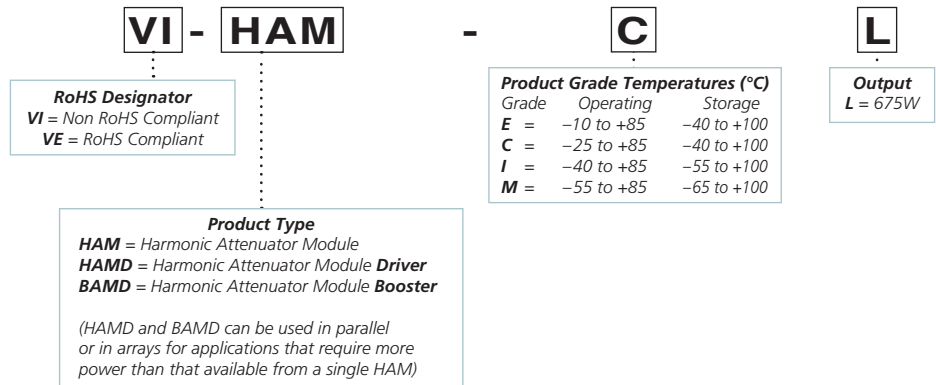 VI - HAM - C L
RoHS Designator
VI = Non RoHS Compliant
VE = RoHS Compliant
Product Grade Temperatures (°C)
Grade Operating Storage
E = –10 to +85 –40 to +100
C = –25 to +85 –40 to +100
I = –40 to +85 –55 to +100
M = –55 to +85 –65 to +100
Output
L = 675W
Product Type
HAM = Harmonic Attenuator Module
HAMD = Harmonic Attenuator Module Driver
BAMD = Harmonic Attenuator Module Booster
(HAMD and BAMD can be used in parallel
or in arrays for applications that require more
power than that available from a single HAM)